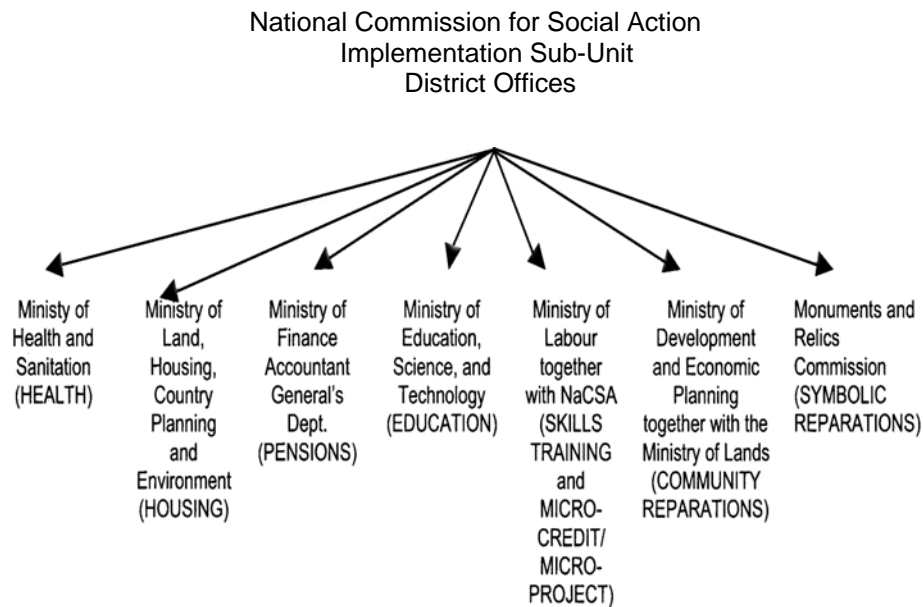 National Commission for Social Action
Implementation Sub-Unit
District Offices
Ministy of
Health and
Sanitation
(HEALTH)
Ministry of
Land,
Housing,
Country
Planning
and
Environment
(HOUSING)
Ministry of
Finance
Accountant
General's
Dept.
(PENSIONS)
Ministry of
Education,
Science, and
Technology
(EDUCATION)
Ministry of
Labour
together
with NaCSA
(SKILLS
TRAINING
and
MICRO-
CREDIT/
MICRO-
PROJECT)
Ministry of
Development
and Economic
Planning
together with the
Ministry of Lands
(COMMUNITY
REPARATIONS)
Monuments and
Relics
Commission
(SYMBOLIC
REPARATIONS)